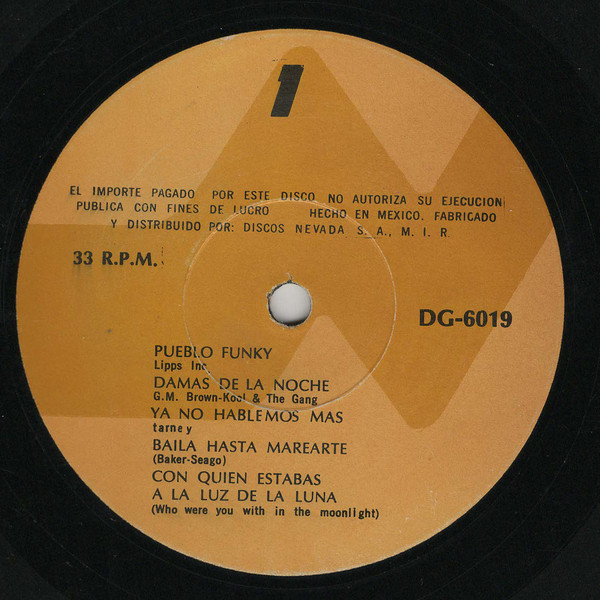 1
EL IMPORTE PAGADO POR ESTE DISCO NO AUTORIZA SU EJECUCION
PUBLICA CON FINES DE LUCRO HECHO EN MEXICO. FABRICADO
Y DISTRIBUIDO POR: DISCOS NEVADA S. A., M. I. R.
33 R.P.M.
DG-6019
PUEBLO FUNKY
Lipps Inc
DAMAS DE LA NOCHE
G.M. Brown-Kool & The Gang
YA NO HABLEMOS MAS
tarney
BAILA HASTA MAREARTE
(Baker-Seago)
CON QUIEN ESTABAS
A LA LUZ DE LA LUNA
(Who were you with in the moonlight)